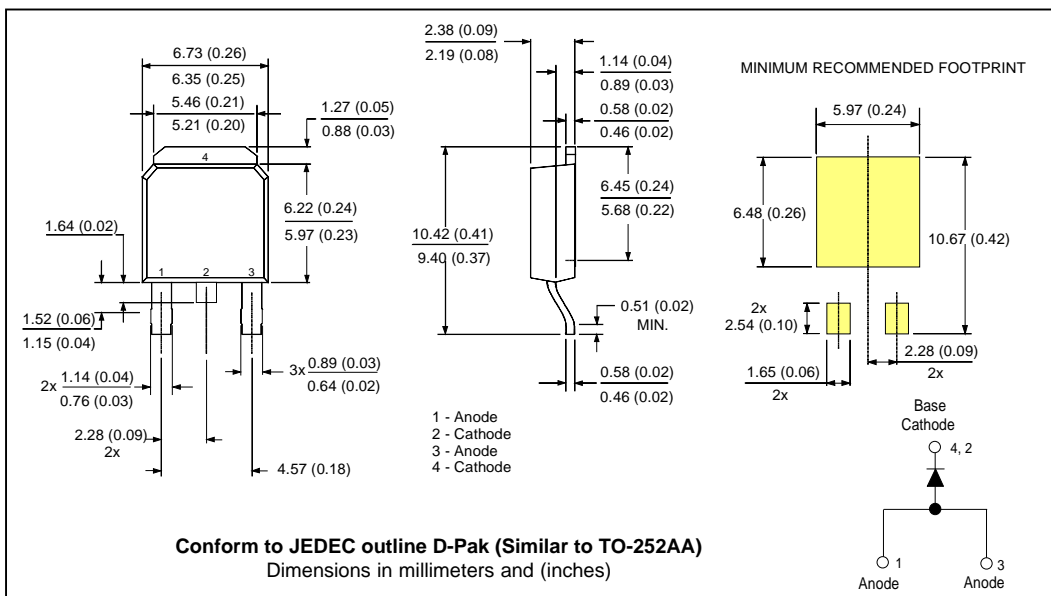 6.73 (0.26)
6.35 (0.25)
5.46 (0.21)
5.21 (0.20)
1.27 (0.05)
0.88 (0.03)
4
6.22 (0.24)
5.97 (0.23)
1.64 (0.02)
1 2 3
1.52 (0.06)
1.15 (0.04)
2x 1.14 (0.04)
0.76 (0.03)
3x 0.89 (0.03)
0.64 (0.02)
2.28 (0.09)
2x
4.57 (0.18)
2.38 (0.09)
2.19 (0.08)
1.14 (0.04)
0.89 (0.03)
0.58 (0.02)
0.46 (0.02)
6.45 (0.24)
5.68 (0.22)
10.42 (0.41)
9.40 (0.37)
0.51 (0.02)
MIN.
0.58 (0.02)
0.46 (0.02)
1 - Anode
2 - Cathode
3 - Anode
4 - Cathode
MINIMUM RECOMMENDED FOOTPRINT
5.97 (0.24)
6.48 (0.26)
10.67 (0.42)
2x
2.54 (0.10)
2.28 (0.09)
2x
1.65 (0.06)
2x
Base
Cathode
4, 2
1
Anode
3
Anode
Conform to JEDEC outline D-Pak (Similar to TO-252AA)
Dimensions in millimeters and (inches)